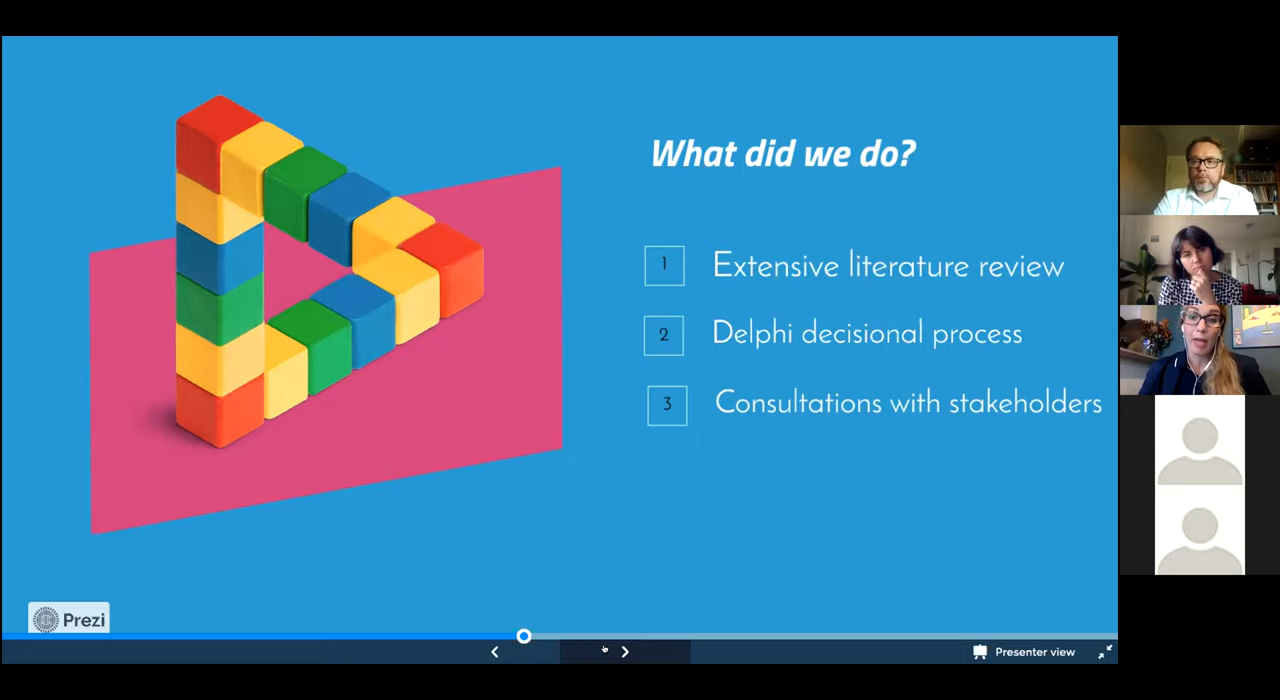 What did we do?
1 Extensive literature review
2 Delphi decisional process
3 Consultations with stakeholders
Prezi
Presenter view